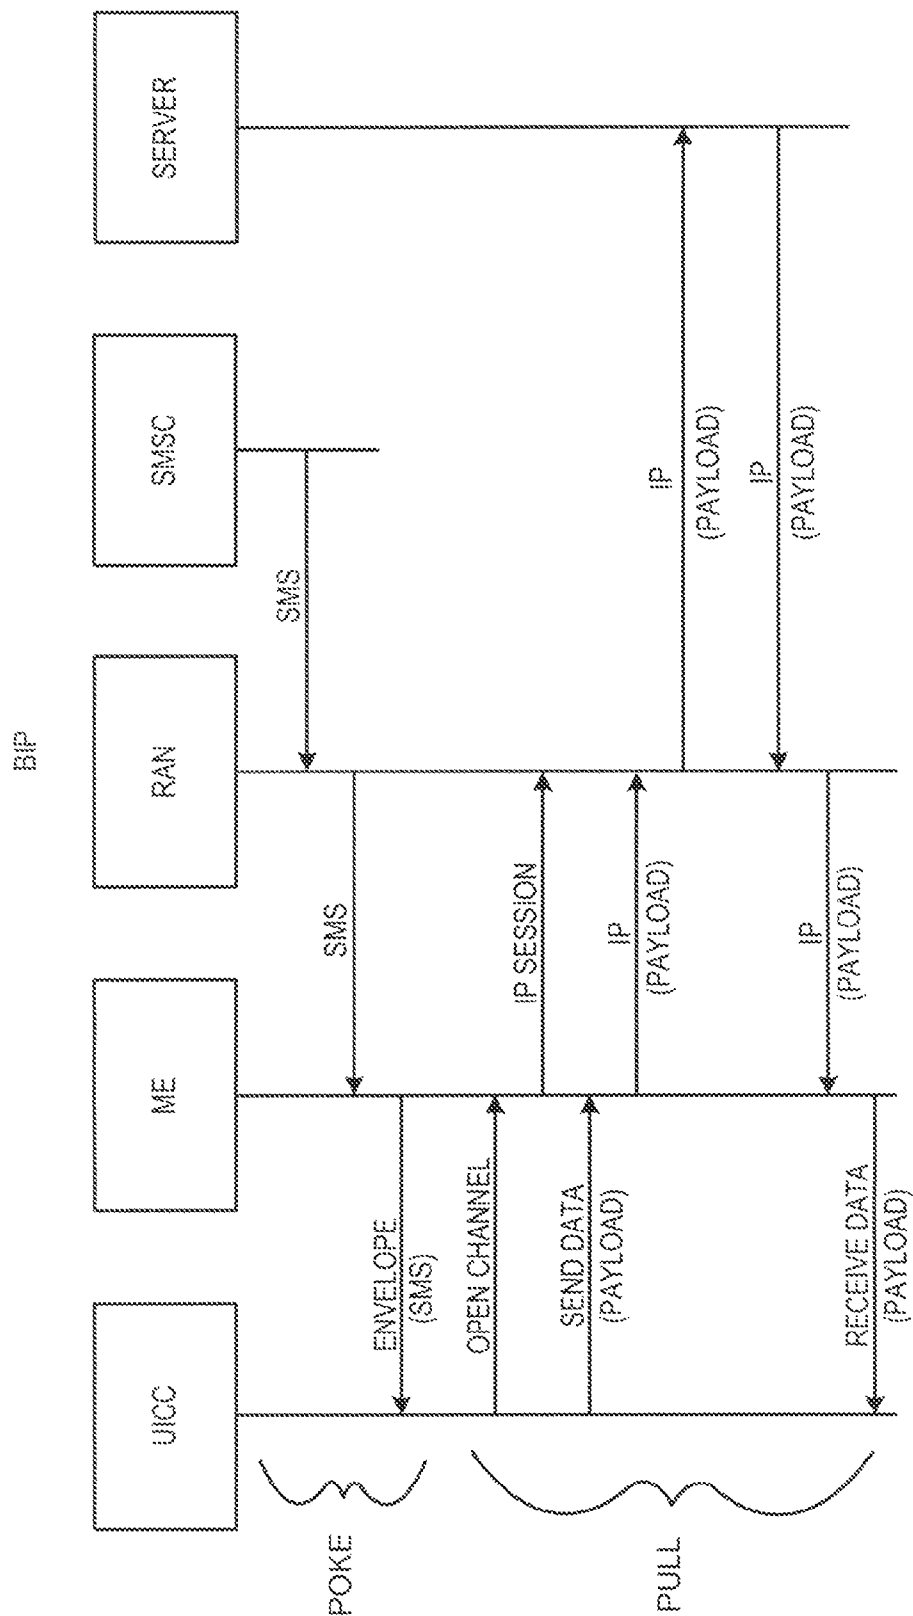 BIP
UICC
ME
RAN
SMSC
SERVER
POKE
SMS
SMS
ENVELOPE
(SMS)
PULL
OPEN CHANNEL
IP SESSION
SEND DATA
(PAYLOAD)
IP
(PAYLOAD)
IP
(PAYLOAD)
IP
(PAYLOAD)
IP
(PAYLOAD)
RECEIVE DATA
(PAYLOAD)